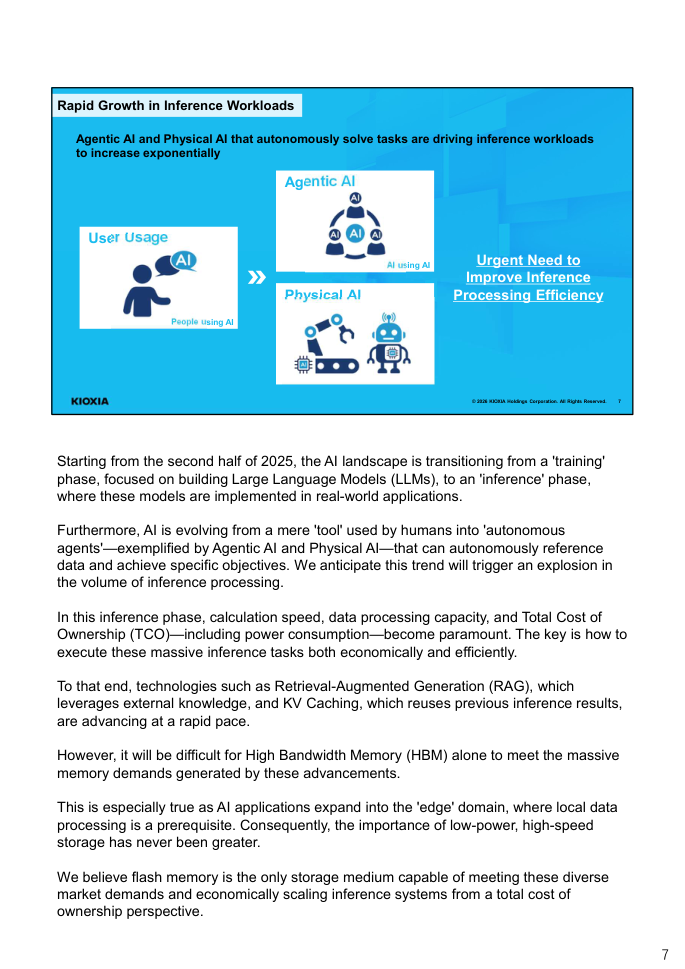 Rapid Growth in Inference Workloads
Agentic AI and Physical AI that autonomously solve tasks are driving inference workloads
to increase exponentially
User Usage
AI
People using AI
»
Agentic AI
AI
AI
AI
AI
AI using AI
Physical AI
AI
Urgent Need to
Improve Inference
Processing Efficiency
KIOXIA
© 2026 KIOXIA Holdings Corporation. All Rights Reserved.
7
Starting from the second half of 2025, the AI landscape is transitioning from a 'training'
phase, focused on building Large Language Models (LLMs), to an 'inference' phase,
where these models are implemented in real-world applications.
Furthermore, AI is evolving from a mere 'tool' used by humans into 'autonomous
agents'—exemplified by Agentic AI and Physical AI—that can autonomously reference
data and achieve specific objectives. We anticipate this trend will trigger an explosion in
the volume of inference processing.
In this inference phase, calculation speed, data processing capacity, and Total Cost of
Ownership (TCO)—including power consumption—become paramount. The key is how to
execute these massive inference tasks both economically and efficiently.
To that end, technologies such as Retrieval-Augmented Generation (RAG), which
leverages external knowledge, and KV Caching, which reuses previous inference results,
are advancing at a rapid pace.
However, it will be difficult for High Bandwidth Memory (HBM) alone to meet the massive
memory demands generated by these advancements.
This is especially true as AI applications expand into the 'edge' domain, where local data
processing is a prerequisite. Consequently, the importance of low-power, high-speed
storage has never been greater.
We believe flash memory is the only storage medium capable of meeting these diverse
market demands and economically scaling inference systems from a total cost of
ownership perspective.
7